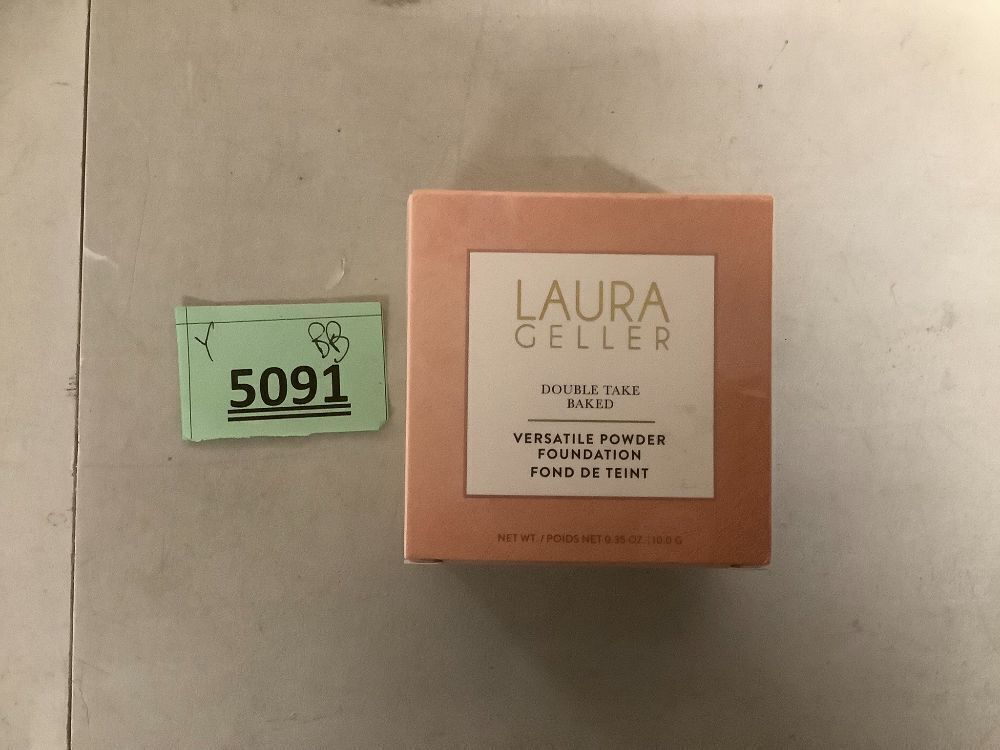 Y BB
5091
LAURA
GELLER
DOUBLE TAKE
BAKED
VERSATILE POWDER
FOUNDATION
FOND DE TEINT
NET WT. / POIDS NET 0.35 OZ. | 10.0 G